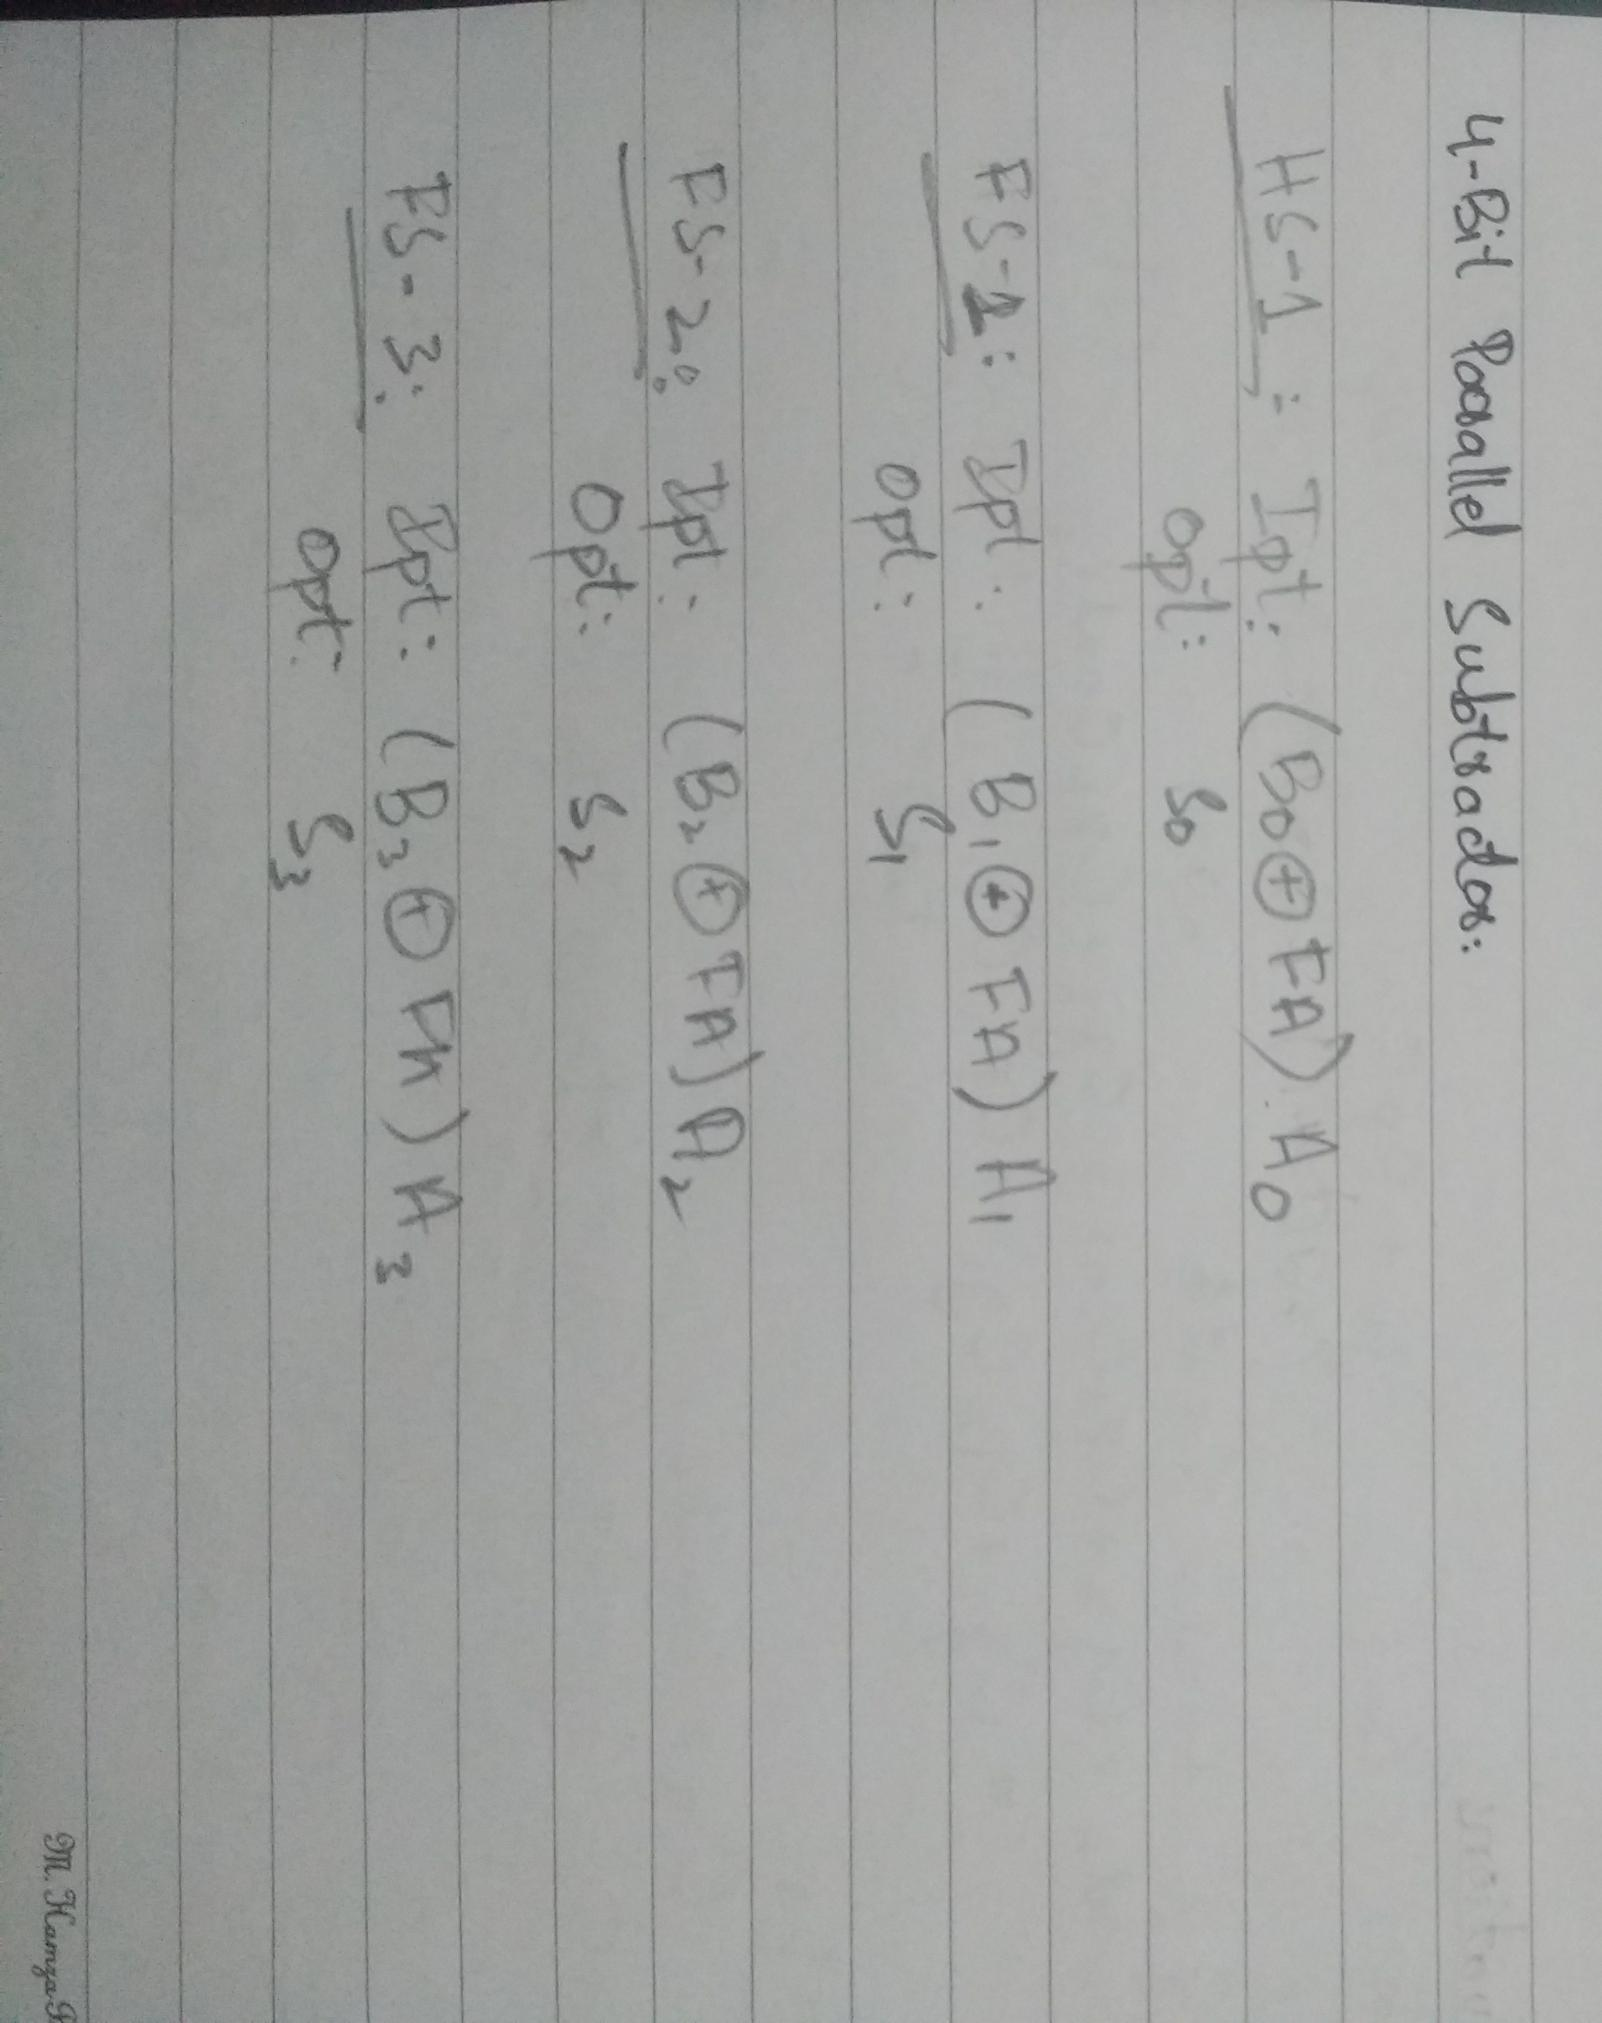 4-Bit Parallel Subtractor:
HS-1: Ipt: (B0 ⊕ FA) . A0
Opt: S0
FS-1: Ipt: (B1 ⊕ FA) A1
Opt: S1
FS-2: Ipt: (B2 ⊕ FA) A2
Opt: S2
FS-3: Ipt: (B3 ⊕ FA) A3
Opt: S3
M. Hamza